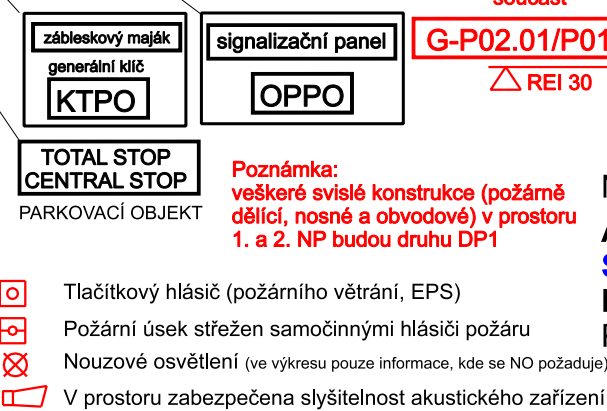 součást
zábleskový maják
generální klíč
KTPO
signalizační panel
OPPO
G-P02.01/P01
REI 30
TOTAL STOP
CENTRAL STOP
PARKOVACÍ OBJEKT
Poznámka:
veškeré svislé konstrukce (požárně
dělící, nosné a obvodové) v prostoru
1. a 2. NP budou druhu DP1
Tlačítkový hlásič (požárního větrání, EPS)
Požární úsek střežen samočinnými hlásiči požáru
Nouzové osvětlení (ve výkresu pouze informace, kde se NO požaduje)
V prostoru zabezpečena slyšitelnost akustického zařízení